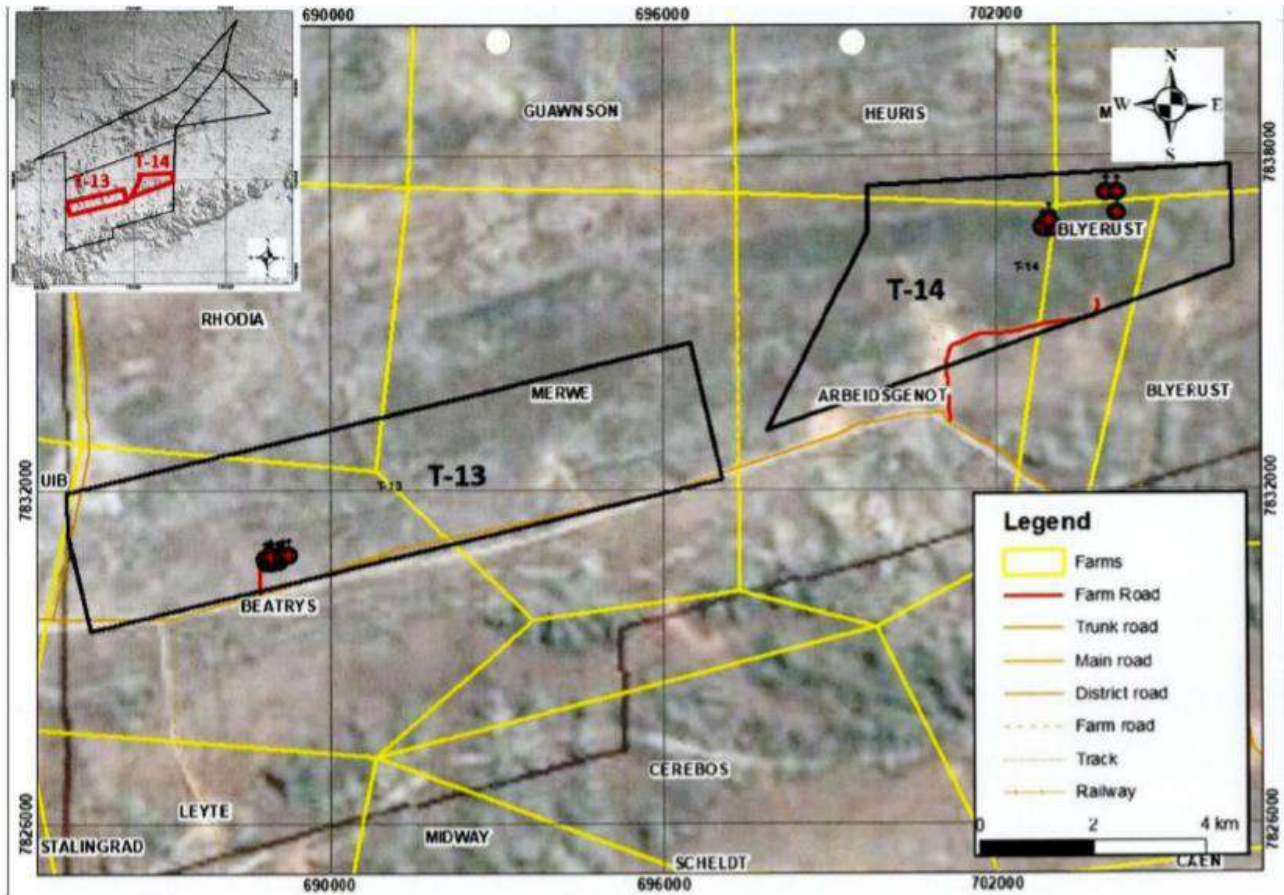 690000
696000
702000
T-13
T-14
N
W
E
S
GUAWNSON
HEURIS
M
7838000
7838000
BLYERUST
T-14
T-14
RHODIA
MERWE
ARBEIDSGENOT
BLYERUST
UIB
T-13
T-13
7832000
7832000
BEATRYS
Legend
Farms
Farm Road
Trunk road
Main road
District road
Farm road
Track
Railway
0
2
4 km
CEREBOS
LEYTE
MIDWAY
STALINGRAD
SCHELDT
CAEN
7826000
7826000
690000
696000
702000